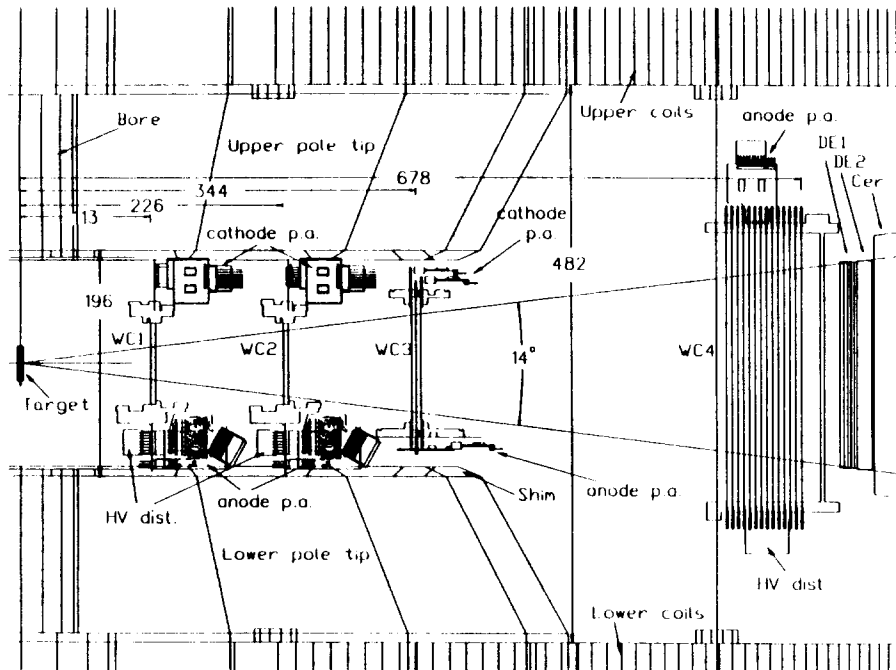 Bore
Upper pole tip
Upper coils
anode p.a.
DE1
DE2
Cer
678
344
226
13
cathode p.a.
cathode
p.a.
482
196
WC1
WC2
WC3
14°
WC4
Target
HV dist.
anode p.a.
Shim
anode p.a.
Lower pole tip
HV dist
Lower coils